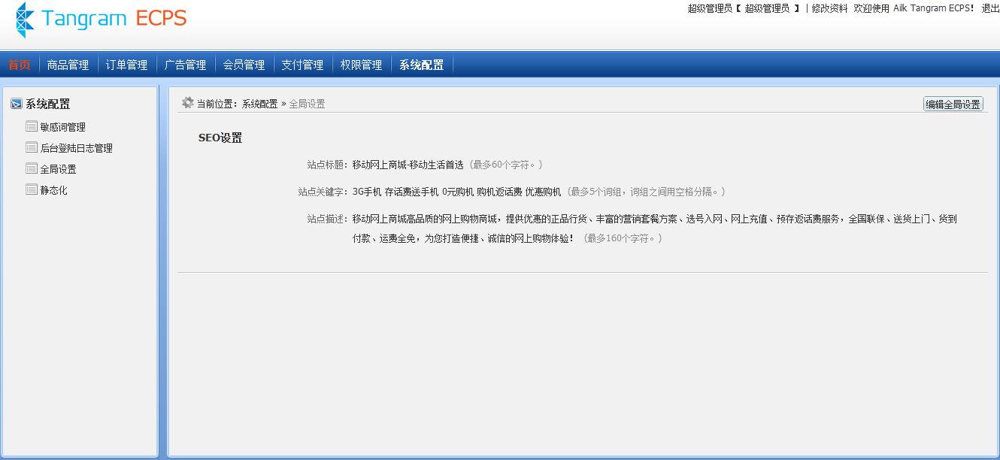 Tangram ECPS
超级管理员【 超级管理员 】 | 修改资料 欢迎使用 Ailk Tangram ECPS! 退出
首页 商品管理 订单管理 广告管理 会员管理 支付管理 权限管理 系统配置
系统配置
敏感词管理
后台登陆日志管理
全局设置
静态化
当前位置：系统配置 » 全局设置 编辑全局设置
SEO设置
站点标题：移动网上商城-移动生活首选（最多60个字符。）
站点关键字：3G手机 存话费送手机 0元购机 购机返话费 优惠购机（最多5个词组，词组之间用空格分隔。）
站点描述：移动网上商城高品质的网上购物商城，提供优惠的正品行货、丰富的营销套餐方案、选号入网、网上充值、预存返话费服务，全国联保、送货上门、货到
付款、运费全免，为您打造便捷、诚信的网上购物体验！（最多160个字符。）